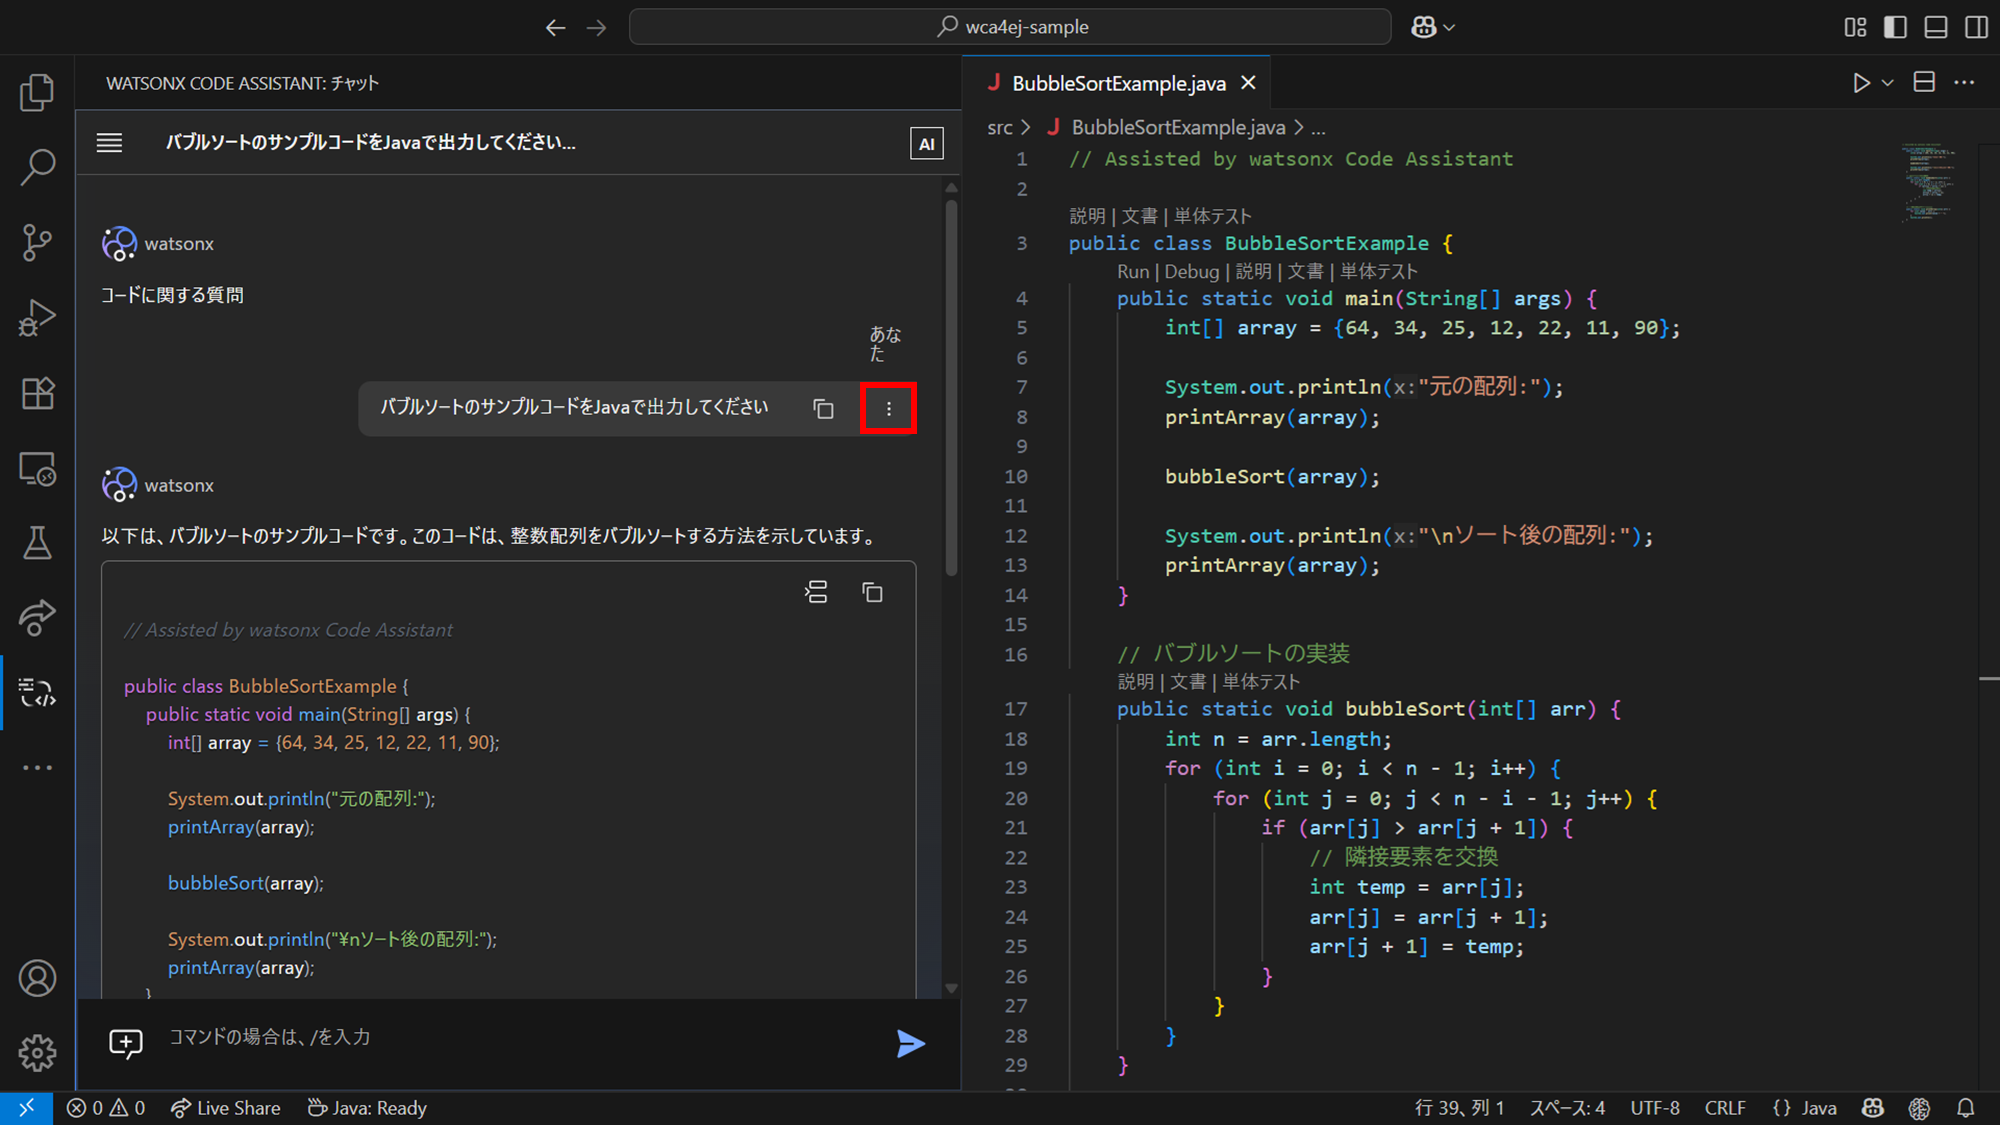 wca4ej-sample
WATSONX CODE ASSISTANT: チャット
バブルソートのサンプルコードをJavaで出力してください...
AI
watsonx
コードに関する質問
あな
た
バブルソートのサンプルコードをJavaで出力してください
watsonx
以下は、バブルソートのサンプルコードです。このコードは、整数配列をバブルソートする方法を示しています。
// Assisted by watsonx Code Assistant
public class BubbleSortExample {
public static void main(String[] args) {
int[] array = {64, 34, 25, 12, 22, 11, 90};
System.out.println("元の配列:");
printArray(array);
bubbleSort(array);
System.out.println("¥nソート後の配列:");
printArray(array);
}
コマンドの場合は、/を入力
J BubbleSortExample.java
src > J BubbleSortExample.java > ...
1 // Assisted by watsonx Code Assistant
2
説明 | 文書 | 単体テスト
3 public class BubbleSortExample {
Run | Debug | 説明 | 文書 | 単体テスト
4 public static void main(String[] args) {
5 int[] array = {64, 34, 25, 12, 22, 11, 90};
6
7 System.out.println(x:"元の配列:");
8 printArray(array);
9
10 bubbleSort(array);
11
12 System.out.println(x:"\nソート後の配列:");
13 printArray(array);
14 }
15
16 // バブルソートの実装
説明 | 文書 | 単体テスト
17 public static void bubbleSort(int[] arr) {
18 int n = arr.length;
19 for (int i = 0; i < n - 1; i++) {
20 for (int j = 0; j < n - i - 1; j++) {
21 if (arr[j] > arr[j + 1]) {
22 // 隣接要素を交換
23 int temp = arr[j];
24 arr[j] = arr[j + 1];
25 arr[j + 1] = temp;
26 }
27 }
28 }
29 }
0 0 Live Share Java: Ready
行 39、列 1 スペース: 4 UTF-8 CRLF {} Java